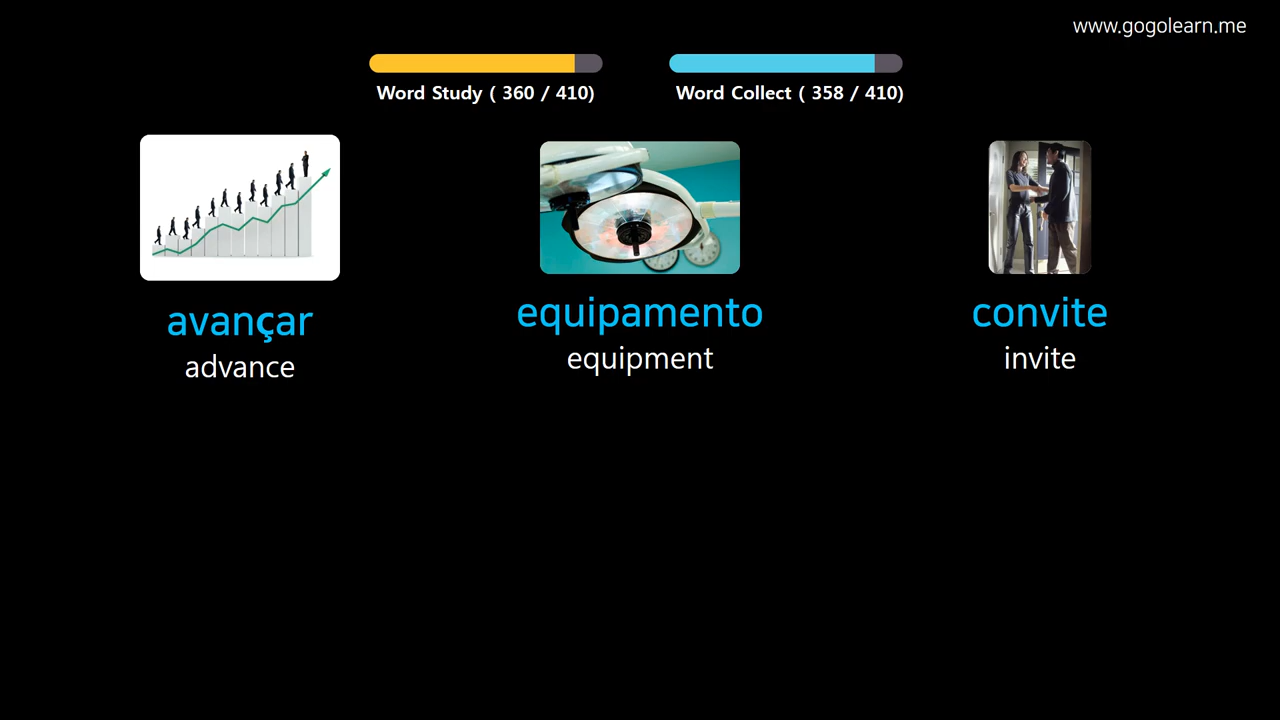 www.gogolearn.me
Word Study ( 360 / 410)
Word Collect ( 358 / 410)
avançar
advance
equipamento
equipment
convite
invite